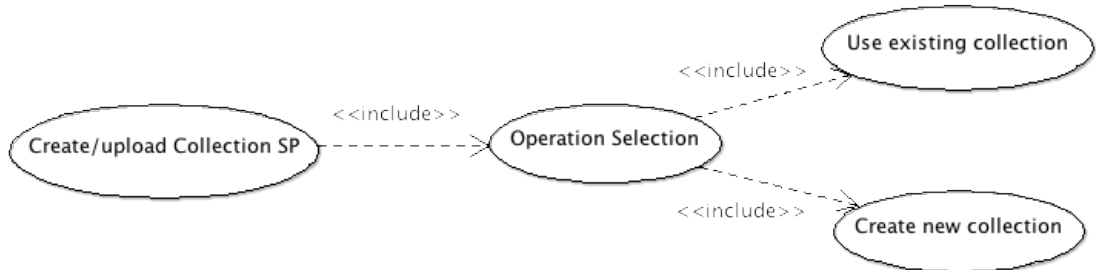 Use existing collection
<<include>>
<<include>>
Create/upload Collection SP
Operation Selection
<<include>>
Create new collection